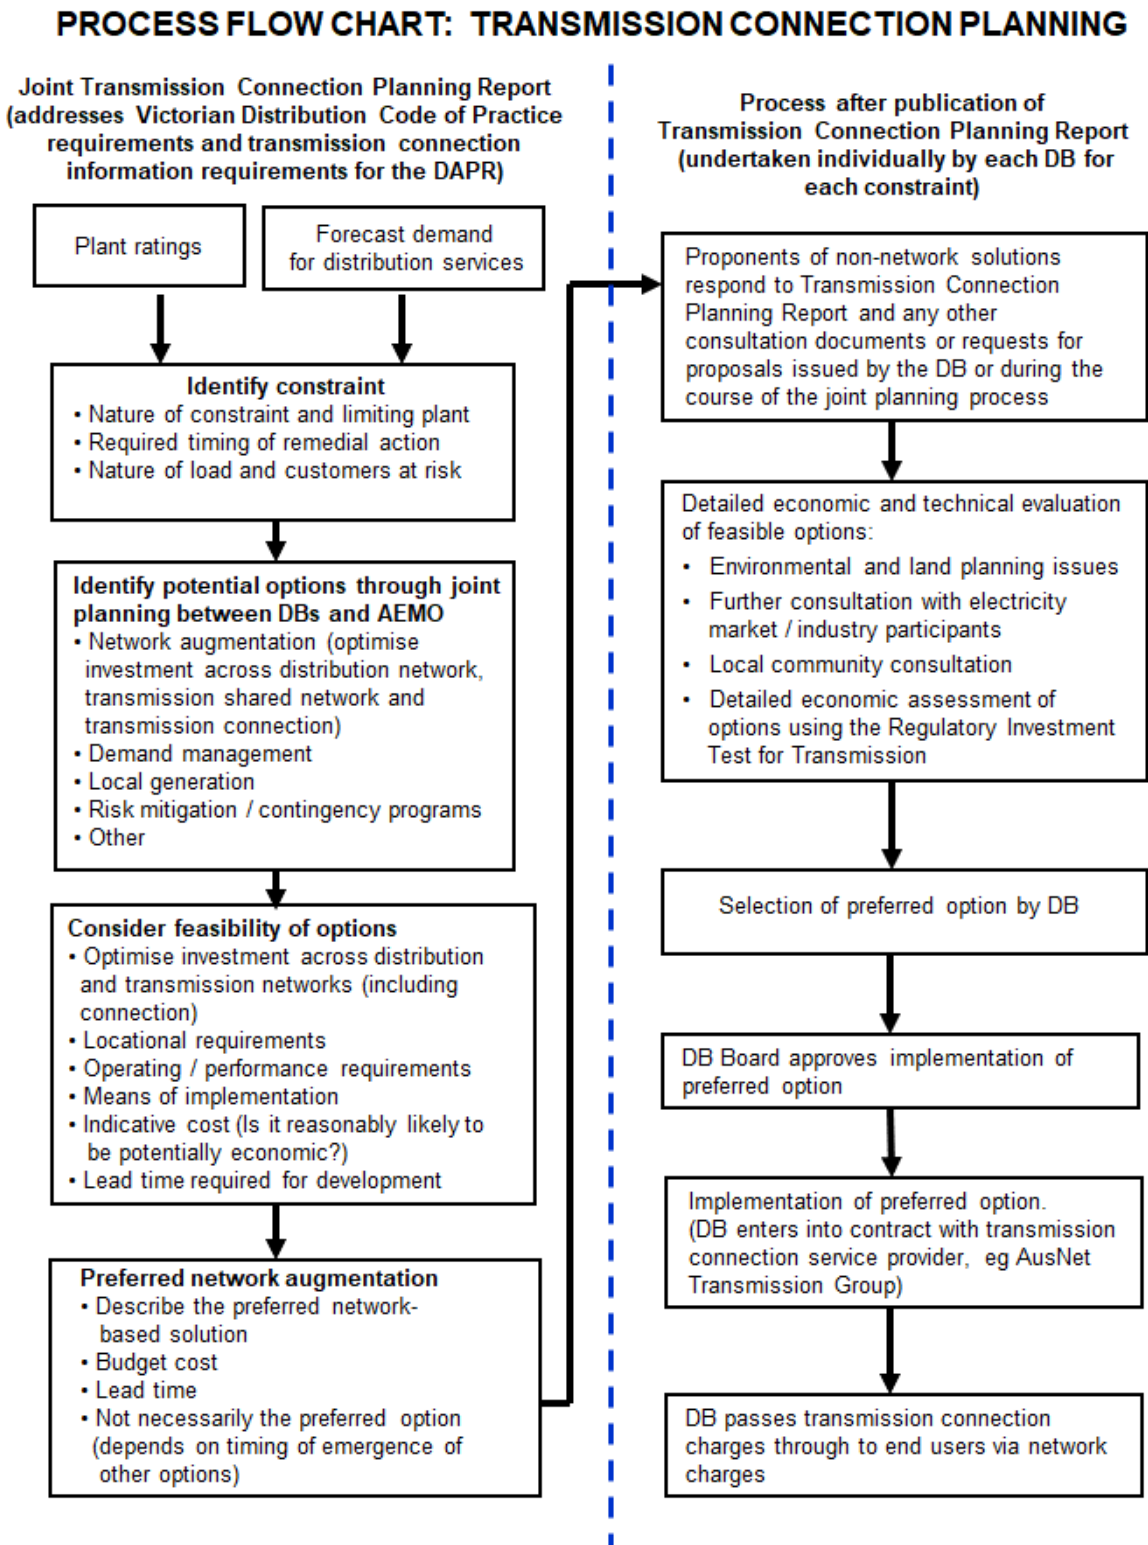 PROCESS FLOW CHART: TRANSMISSION CONNECTION PLANNING
Joint Transmission Connection Planning Report
(addresses Victorian Distribution Code of Practice
requirements and transmission connection
information requirements for the DAPR)
Plant ratings
Forecast demand
for distribution services
Identify constraint
• Nature of constraint and limiting plant
• Required timing of remedial action
• Nature of load and customers at risk
Identify potential options through joint
planning between DBs and AEMO
• Network augmentation (optimise
investment across distribution network,
transmission shared network and
transmission connection)
• Demand management
• Local generation
• Risk mitigation / contingency programs
• Other
Consider feasibility of options
• Optimise investment across distribution
and transmission networks (including
connection)
• Locational requirements
• Operating / performance requirements
• Means of implementation
• Indicative cost (Is it reasonably likely to
be potentially economic?)
• Lead time required for development
Preferred network augmentation
• Describe the preferred network-
based solution
• Budget cost
• Lead time
• Not necessarily the preferred option
(depends on timing of emergence of
other options)
Process after publication of
Transmission Connection Planning Report
(undertaken individually by each DB for
each constraint)
Proponents of non-network solutions
respond to Transmission Connection
Planning Report and any other
consultation documents or requests for
proposals issued by the DB or during the
course of the joint planning process
Detailed economic and technical evaluation
of feasible options:
• Environmental and land planning issues
• Further consultation with electricity
market / industry participants
• Local community consultation
• Detailed economic assessment of
options using the Regulatory Investment
Test for Transmission
Selection of preferred option by DB
DB Board approves implementation of
preferred option
Implementation of preferred option.
(DB enters into contract with transmission
connection service provider, eg AusNet
Transmission Group)
DB passes transmission connection
charges through to end users via network
charges